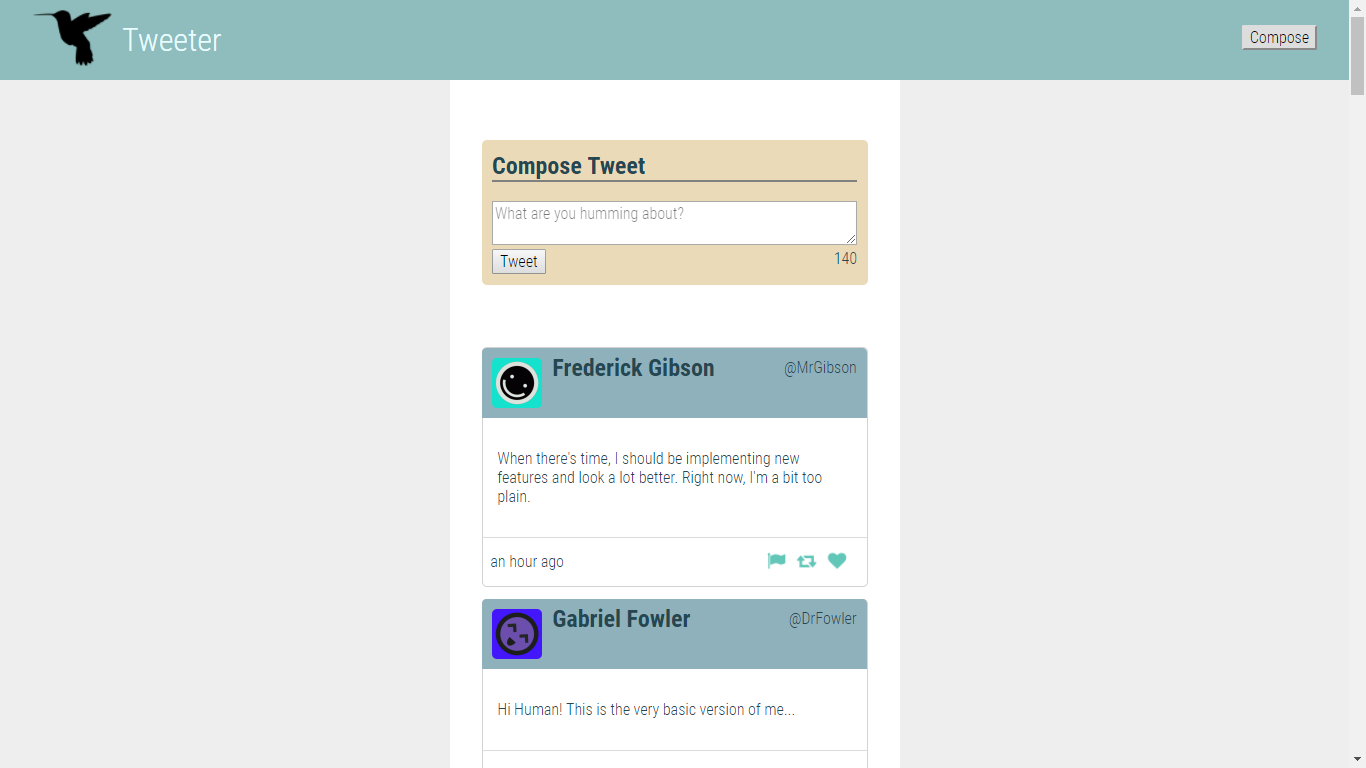 Tweeter
Compose
Compose Tweet
What are you humming about?
Tweet
140
Frederick Gibson
@MrGibson
When there's time, I should be implementing new
features and look a lot better. Right now, I'm a bit too
plain.
an hour ago
Gabriel Fowler
@DrFowler
Hi Human! This is the very basic version of me...